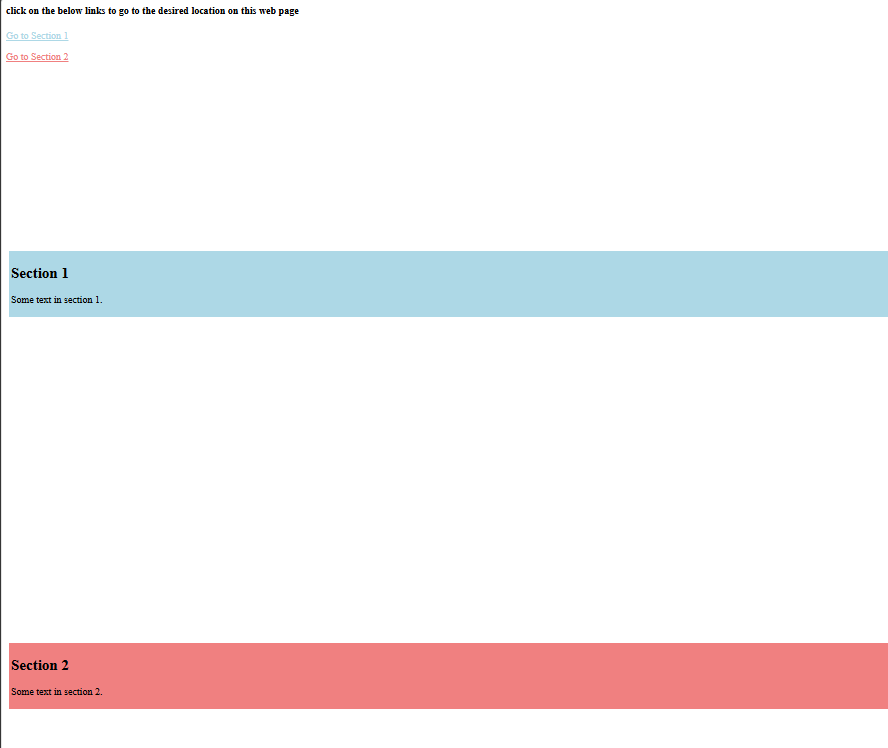 click on the below links to go to the desired location on this web page
Go to Section 1
Go to Section 2
Section 1
Some text in section 1.
Section 2
Some text in section 2.